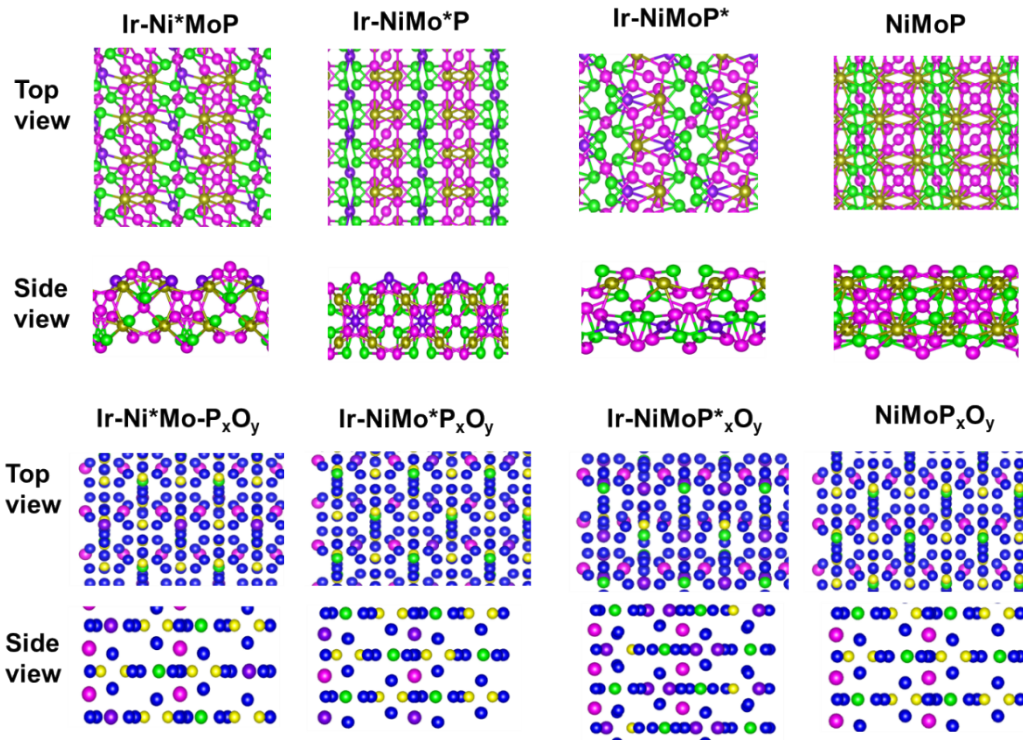 Ir-Ni*MoP Ir-NiMo*P Ir-NiMoP* NiMoP
Top
view
Side
view
Ir-Ni*Mo-PxOy Ir-NiMo*PxOy Ir-NiMoP*xOy NiMoPxOy
Top
view
Side
view